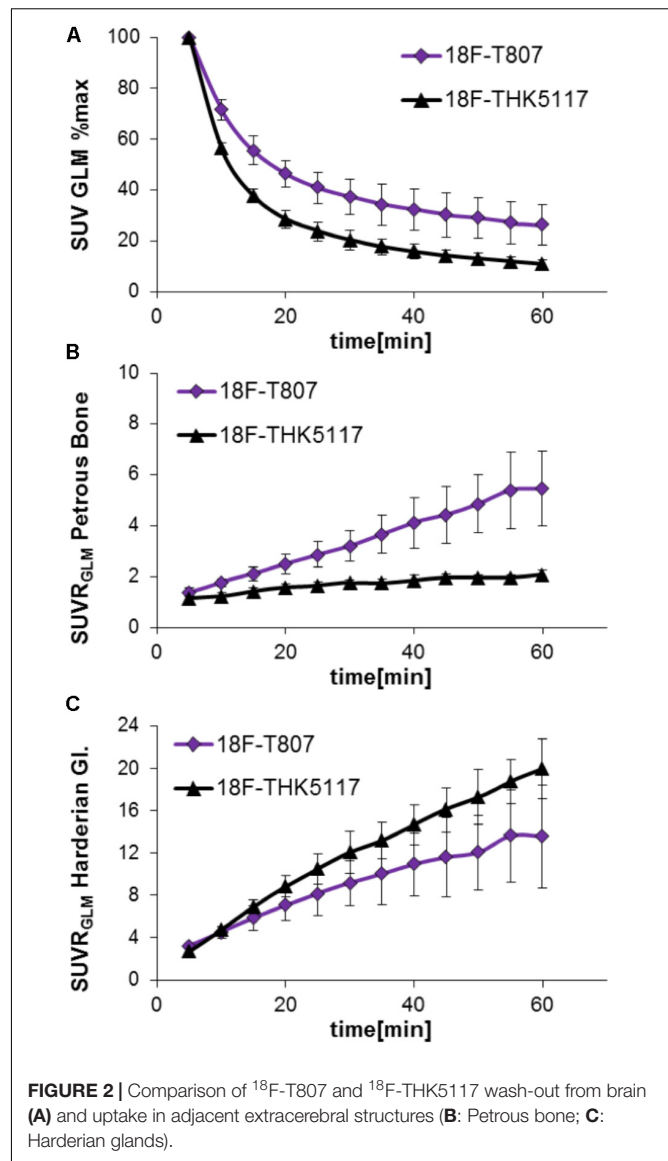 A
100
80
60
40
20
0
SUV GLM %max
18F-T807
18F-THK5117
0 20 40 60
time[min]
B
10
8
6
4
2
0
SUVR_GLM Petrous Bone
18F-T807
18F-THK5117
0 20 40 60
time[min]
C
24
20
16
12
8
4
0
SUVR_GLM Harderian Gl.
18F-T807
18F-THK5117
0 20 40 60
time[min]
FIGURE 2 | Comparison of ¹⁸F-T807 and ¹⁸F-THK5117 wash-out from brain
(A) and uptake in adjacent extracerebral structures (B: Petrous bone; C:
Harderian glands).